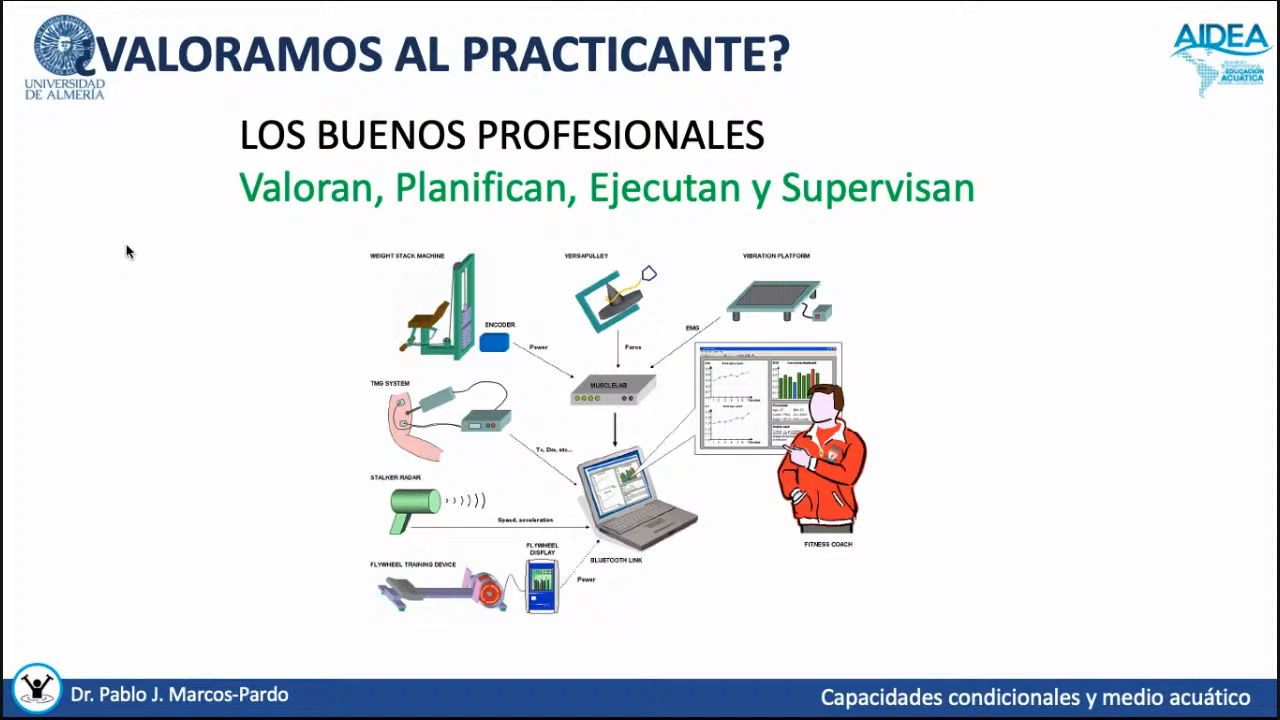 ¿VALORAMOS AL PRACTICANTE?
UNIVERSIDAD
DE ALMERÍA
AIDEA
EDUCACIÓN
ACUÁTICA
LOS BUENOS PROFESIONALES
Valoran, Planifican, Ejecutan y Supervisan
WEIGHT STACK MACHINE
VERSAPULLEY
VIBRATION PLATFORM
ENCODER
Power
Force
EMG
MUSCLELAB
TMG SYSTEM
Tc, Dm, etc...
STALKER RADAR
Speed, acceleration
FLYWHEEL
DISPLAY
BLUETOOTH LINK
FITNESS COACH
FLYWHEEL TRAINING DEVICE
Power
Dr. Pablo J. Marcos-Pardo
Capacidades condicionales y medio acuático